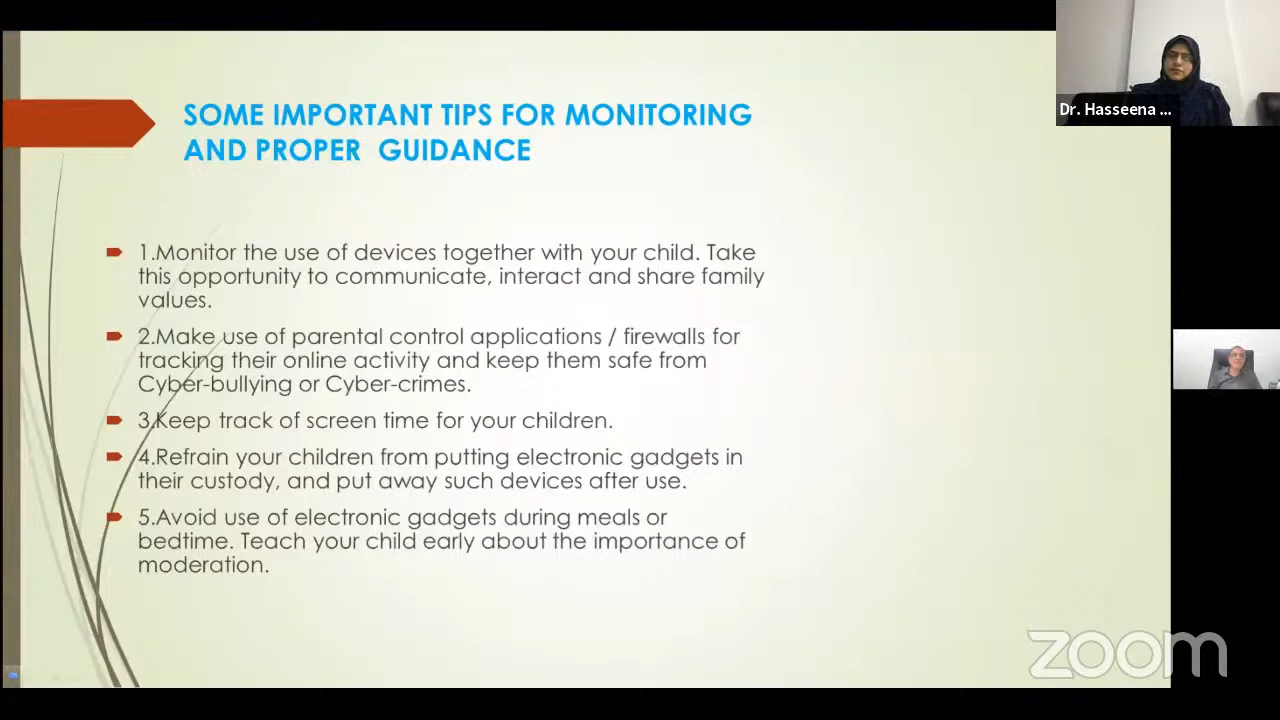 SOME IMPORTANT TIPS FOR MONITORING
AND PROPER GUIDANCE
1.Monitor the use of devices together with your child. Take
this opportunity to communicate, interact and share family
values.
2.Make use of parental control applications / firewalls for
tracking their online activity and keep them safe from
Cyber-bullying or Cyber-crimes.
3.Keep track of screen time for your children.
4.Refrain your children from putting electronic gadgets in
their custody, and put away such devices after use.
5.Avoid use of electronic gadgets during meals or
bedtime. Teach your child early about the importance of
moderation.
Dr. Hasseena ...
zoom